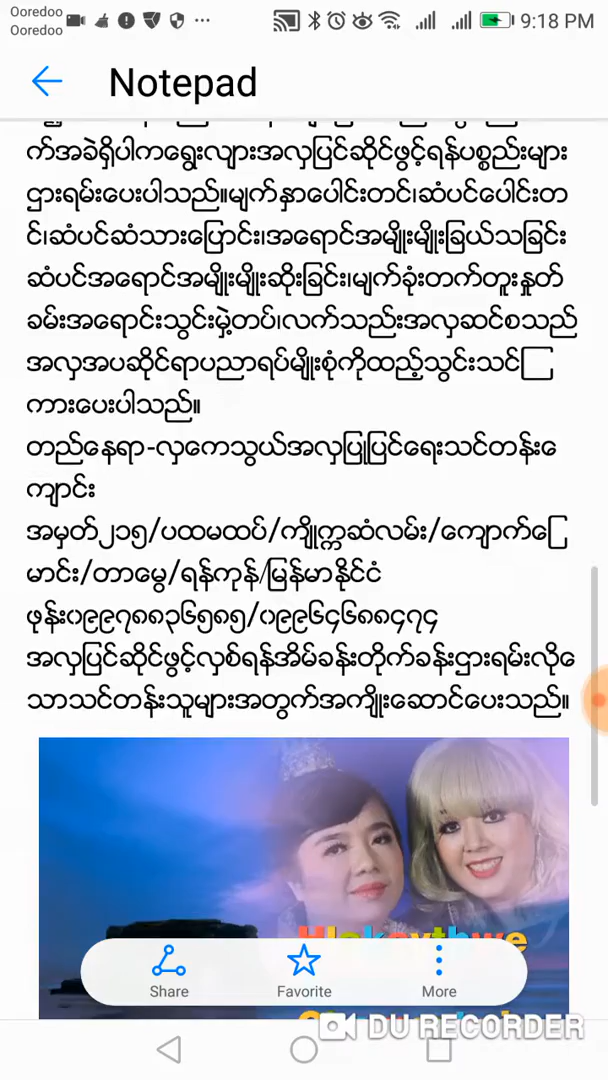 Ooredoo
Ooredoo
9:18 PM
Notepad
က်အခဲရှိပါကရွေးလျားအလှပြင်ဆိုင်ဖွင့်ရန်ပစ္စည်းများ
ဌားရမ်းပေးပါသည်။မျက်နှာပေါင်းတင်၊ဆံပင်ပေါင်းတ
င်၊ဆံပင်ဆံသားပြောင်း၊အရောင်အမျိုးမျိုးခြယ်သခြင်း
ဆံပင်အရောင်အမျိုးမျိုးဆိုးခြင်း၊မျက်ခုံးတက်တူးနှုတ်
ခမ်းအရောင်းသွင်းမှဲ့တပ်၊လက်သည်းအလှဆင်စသည်
အလှအပဆိုင်ရာပညာရပ်မျိုးစုံကိုထည့်သွင်းသင်ကြ
ကားပေးပါသည်။
တည်နေရာ-လှကေသွယ်အလှပြုပြင်ရေးသင်တန်းေ
ကျာင်း
အမှတ်၂၁၅/ပထမထပ်/ကျိုက္ကဆံလမ်း/ကျောက်မြေ
မာင်း/တာမွေ/ရန်ကုန်/မြန်မာနိုင်ငံ
ဖုန်း၀၉၉၇၈၈၃၆၅၈၅/၀၉၉၆၄၆၈၈၄၇၄
အလှပြင်ဆိုင်ဖွင့်လှစ်ရန်အိမ်ခန်းတိုက်ခန်းဌားရမ်းလိုေ
သာသင်တန်းသူများအတွက်အကျိုးဆောင်ပေးသည်။
Share Favorite More
DU RECORDER